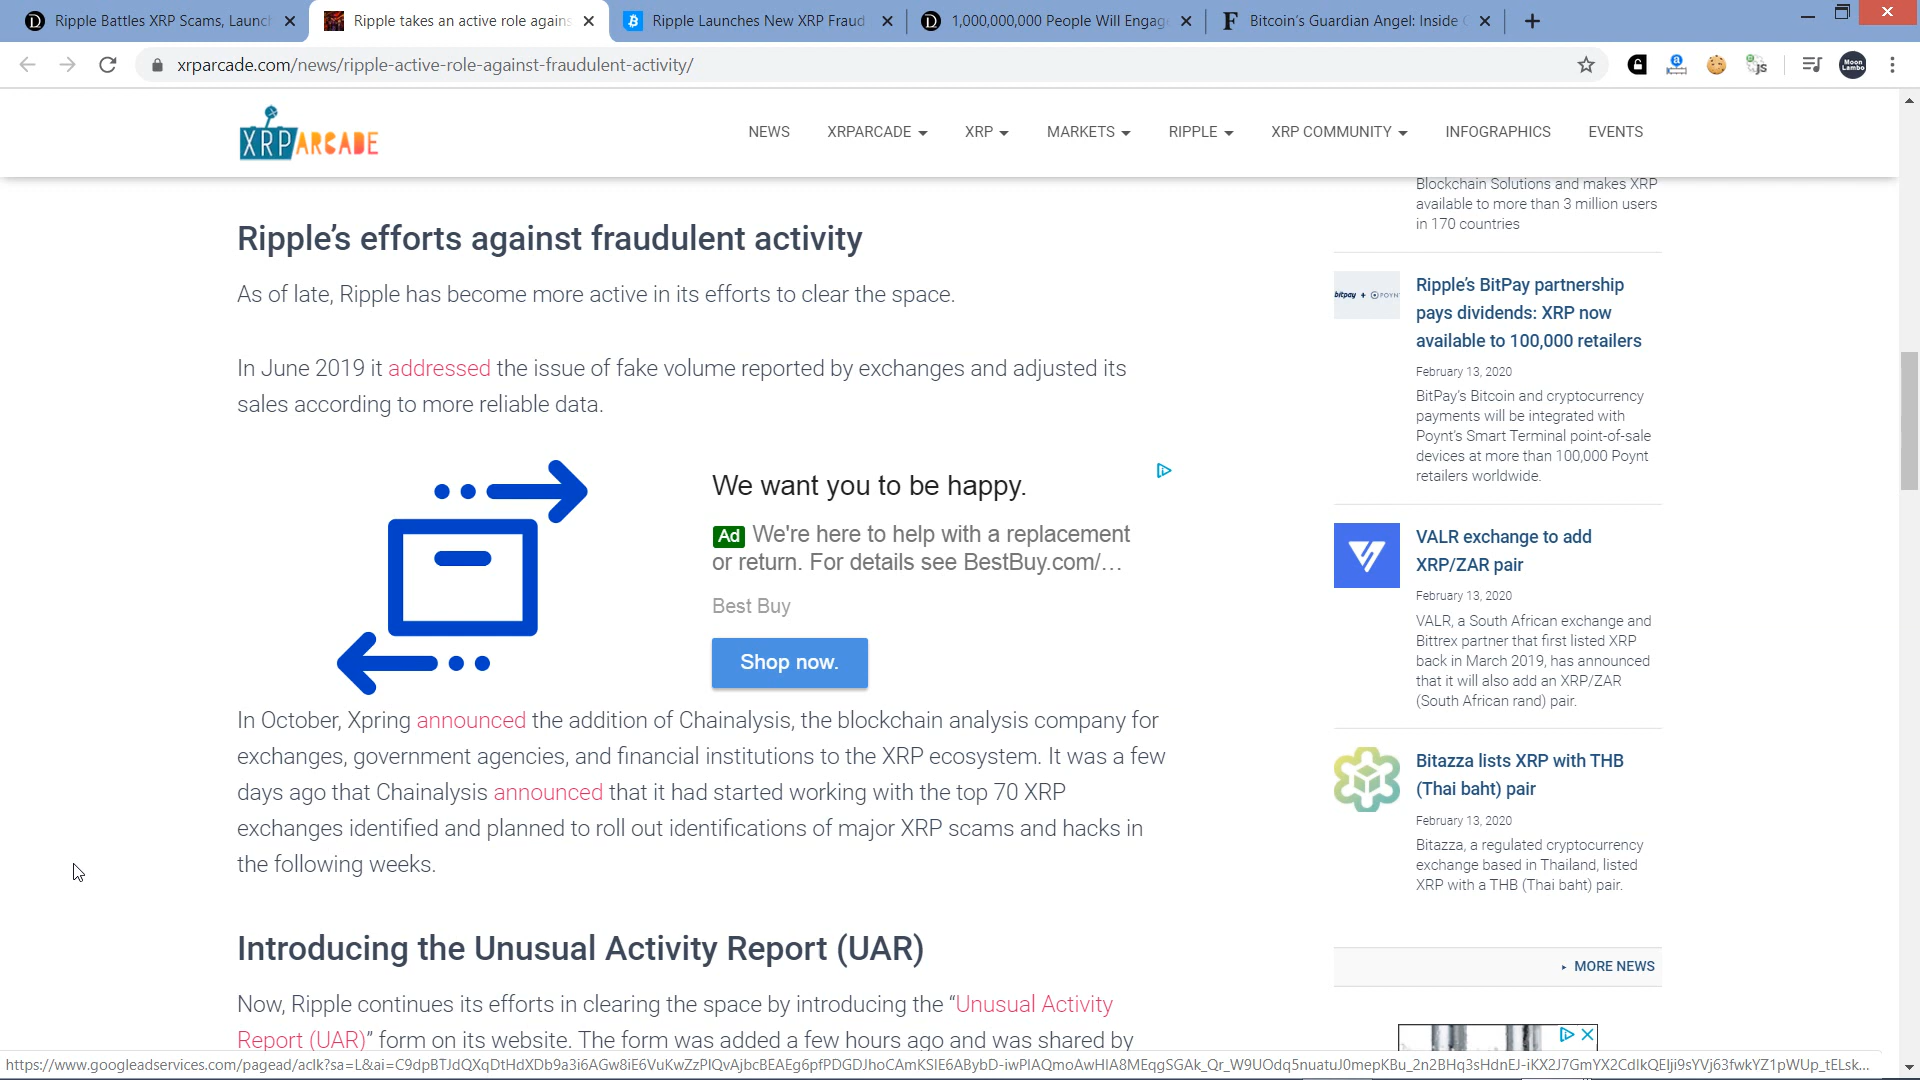 Ripple Battles XRP Scams, Launch
Ripple takes an active role agains
Ripple Launches New XRP Fraud
1,000,000,000 People Will Engage
Bitcoin's Guardian Angel: Inside
xrparcade.com/news/ripple-active-role-against-fraudulent-activity/
Moon
Lambo
XRPARCADE
NEWS
XRPARCADE
XRP
MARKETS
RIPPLE
XRP COMMUNITY
INFOGRAPHICS
EVENTS
Ripple’s efforts against fraudulent activity
As of late, Ripple has become more active in its efforts to clear the space.
In June 2019 it addressed the issue of fake volume reported by exchanges and adjusted its
sales according to more reliable data.
We want you to be happy.
Ad We're here to help with a replacement
or return. For details see BestBuy.com/...
Best Buy
Shop now.
In October, Xpring announced the addition of Chainalysis, the blockchain analysis company for
exchanges, government agencies, and financial institutions to the XRP ecosystem. It was a few
days ago that Chainalysis announced that it had started working with the top 70 XRP
exchanges identified and planned to roll out identifications of major XRP scams and hacks in
the following weeks.
Introducing the Unusual Activity Report (UAR)
Now, Ripple continues its efforts in clearing the space by introducing the “Unusual Activity
Report (UAR)” form on its website. The form was added a few hours ago and was shared by
Blockchain Solutions and makes XRP
available to more than 3 million users
in 170 countries
bitpay + POYNT
Ripple’s BitPay partnership
pays dividends: XRP now
available to 100,000 retailers
February 13, 2020
BitPay’s Bitcoin and cryptocurrency
payments will be integrated with
Poynt’s Smart Terminal point-of-sale
devices at more than 100,000 Poynt
retailers worldwide.
VALR exchange to add
XRP/ZAR pair
February 13, 2020
VALR, a South African exchange and
Bittrex partner that first listed XRP
back in March 2019, has announced
that it will also add an XRP/ZAR
(South African rand) pair.
Bitazza lists XRP with THB
(Thai baht) pair
February 13, 2020
Bitazza, a regulated cryptocurrency
exchange based in Thailand, listed
XRP with a THB (Thai baht) pair.
MORE NEWS